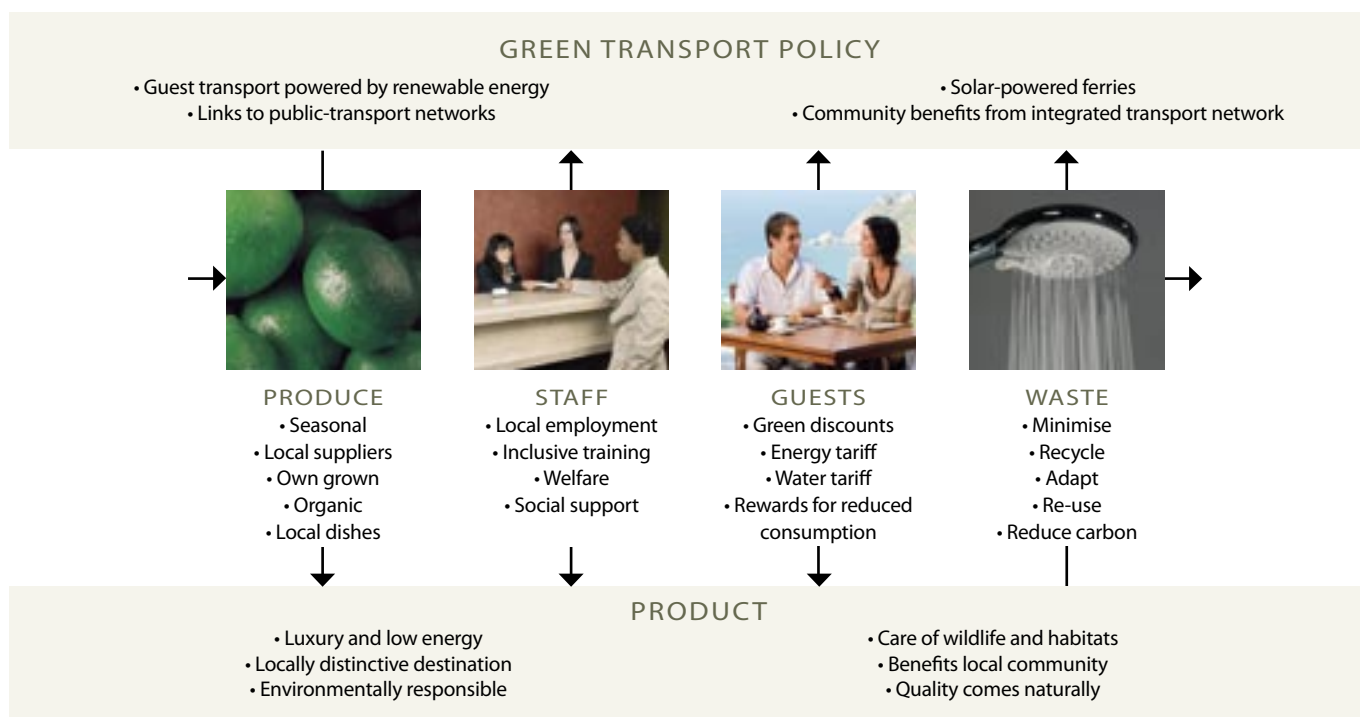 GREEN TRANSPORT POLICY
• Guest transport powered by renewable energy
• Links to public-transport networks
• Solar-powered ferries
• Community benefits from integrated transport network
PRODUCE
• Seasonal
• Local suppliers
• Own grown
• Organic
• Local dishes
STAFF
• Local employment
• Inclusive training
• Welfare
• Social support
GUESTS
• Green discounts
• Energy tariff
• Water tariff
• Rewards for reduced
consumption
WASTE
• Minimise
• Recycle
• Adapt
• Re-use
• Reduce carbon
PRODUCT
• Luxury and low energy
• Locally distinctive destination
• Environmentally responsible
• Care of wildlife and habitats
• Benefits local community
• Quality comes naturally